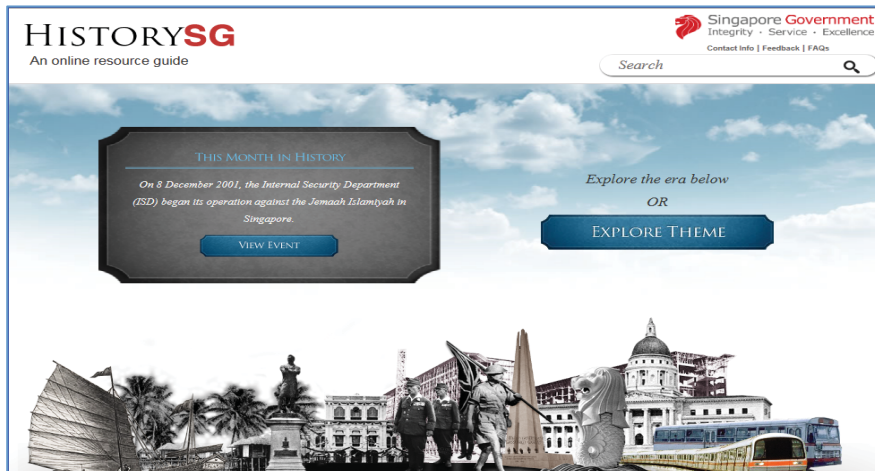 HISTORYSG
An online resource guide
Singapore Government
Integrity · Service · Excellence
Contact Info | Feedback | FAQs
Search
THIS MONTH IN HISTORY
On 8 December 2001, the Internal Security Department
(ISD) began its operation against the Jemaah Islamiyah in
Singapore.
VIEW EVENT
Explore the era below
OR
EXPLORE THEME